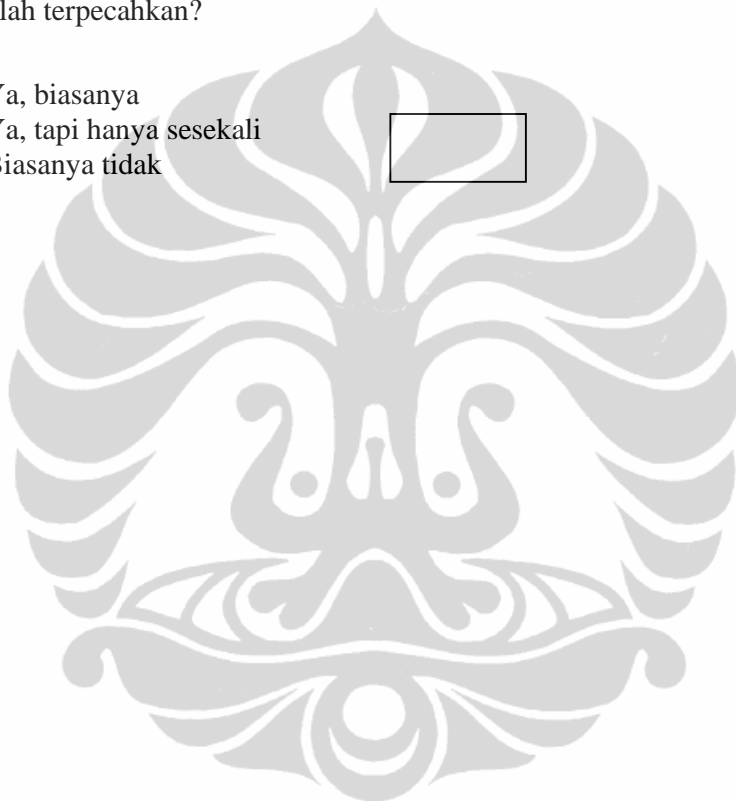 lah terpecahkan?
Ya, biasanya
Ya, tapi hanya sesekali
Biasanya tidak